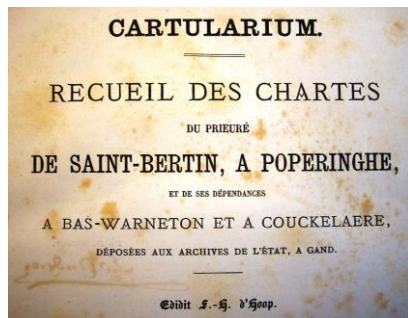 CARTULARIUM.
RECUEIL DES CHARTES
DU PRIEURÉ
DE SAINT-BERTIN, A POPERINGHE,
ET DE SES DÉPENDANCES
A BAS-WARNETON ET A COUCKELAERE,
DÉPOSÉES AUX ARCHIVES DE L'ÉTAT, A GAND.
Edidit F.-H. d'Hoop.